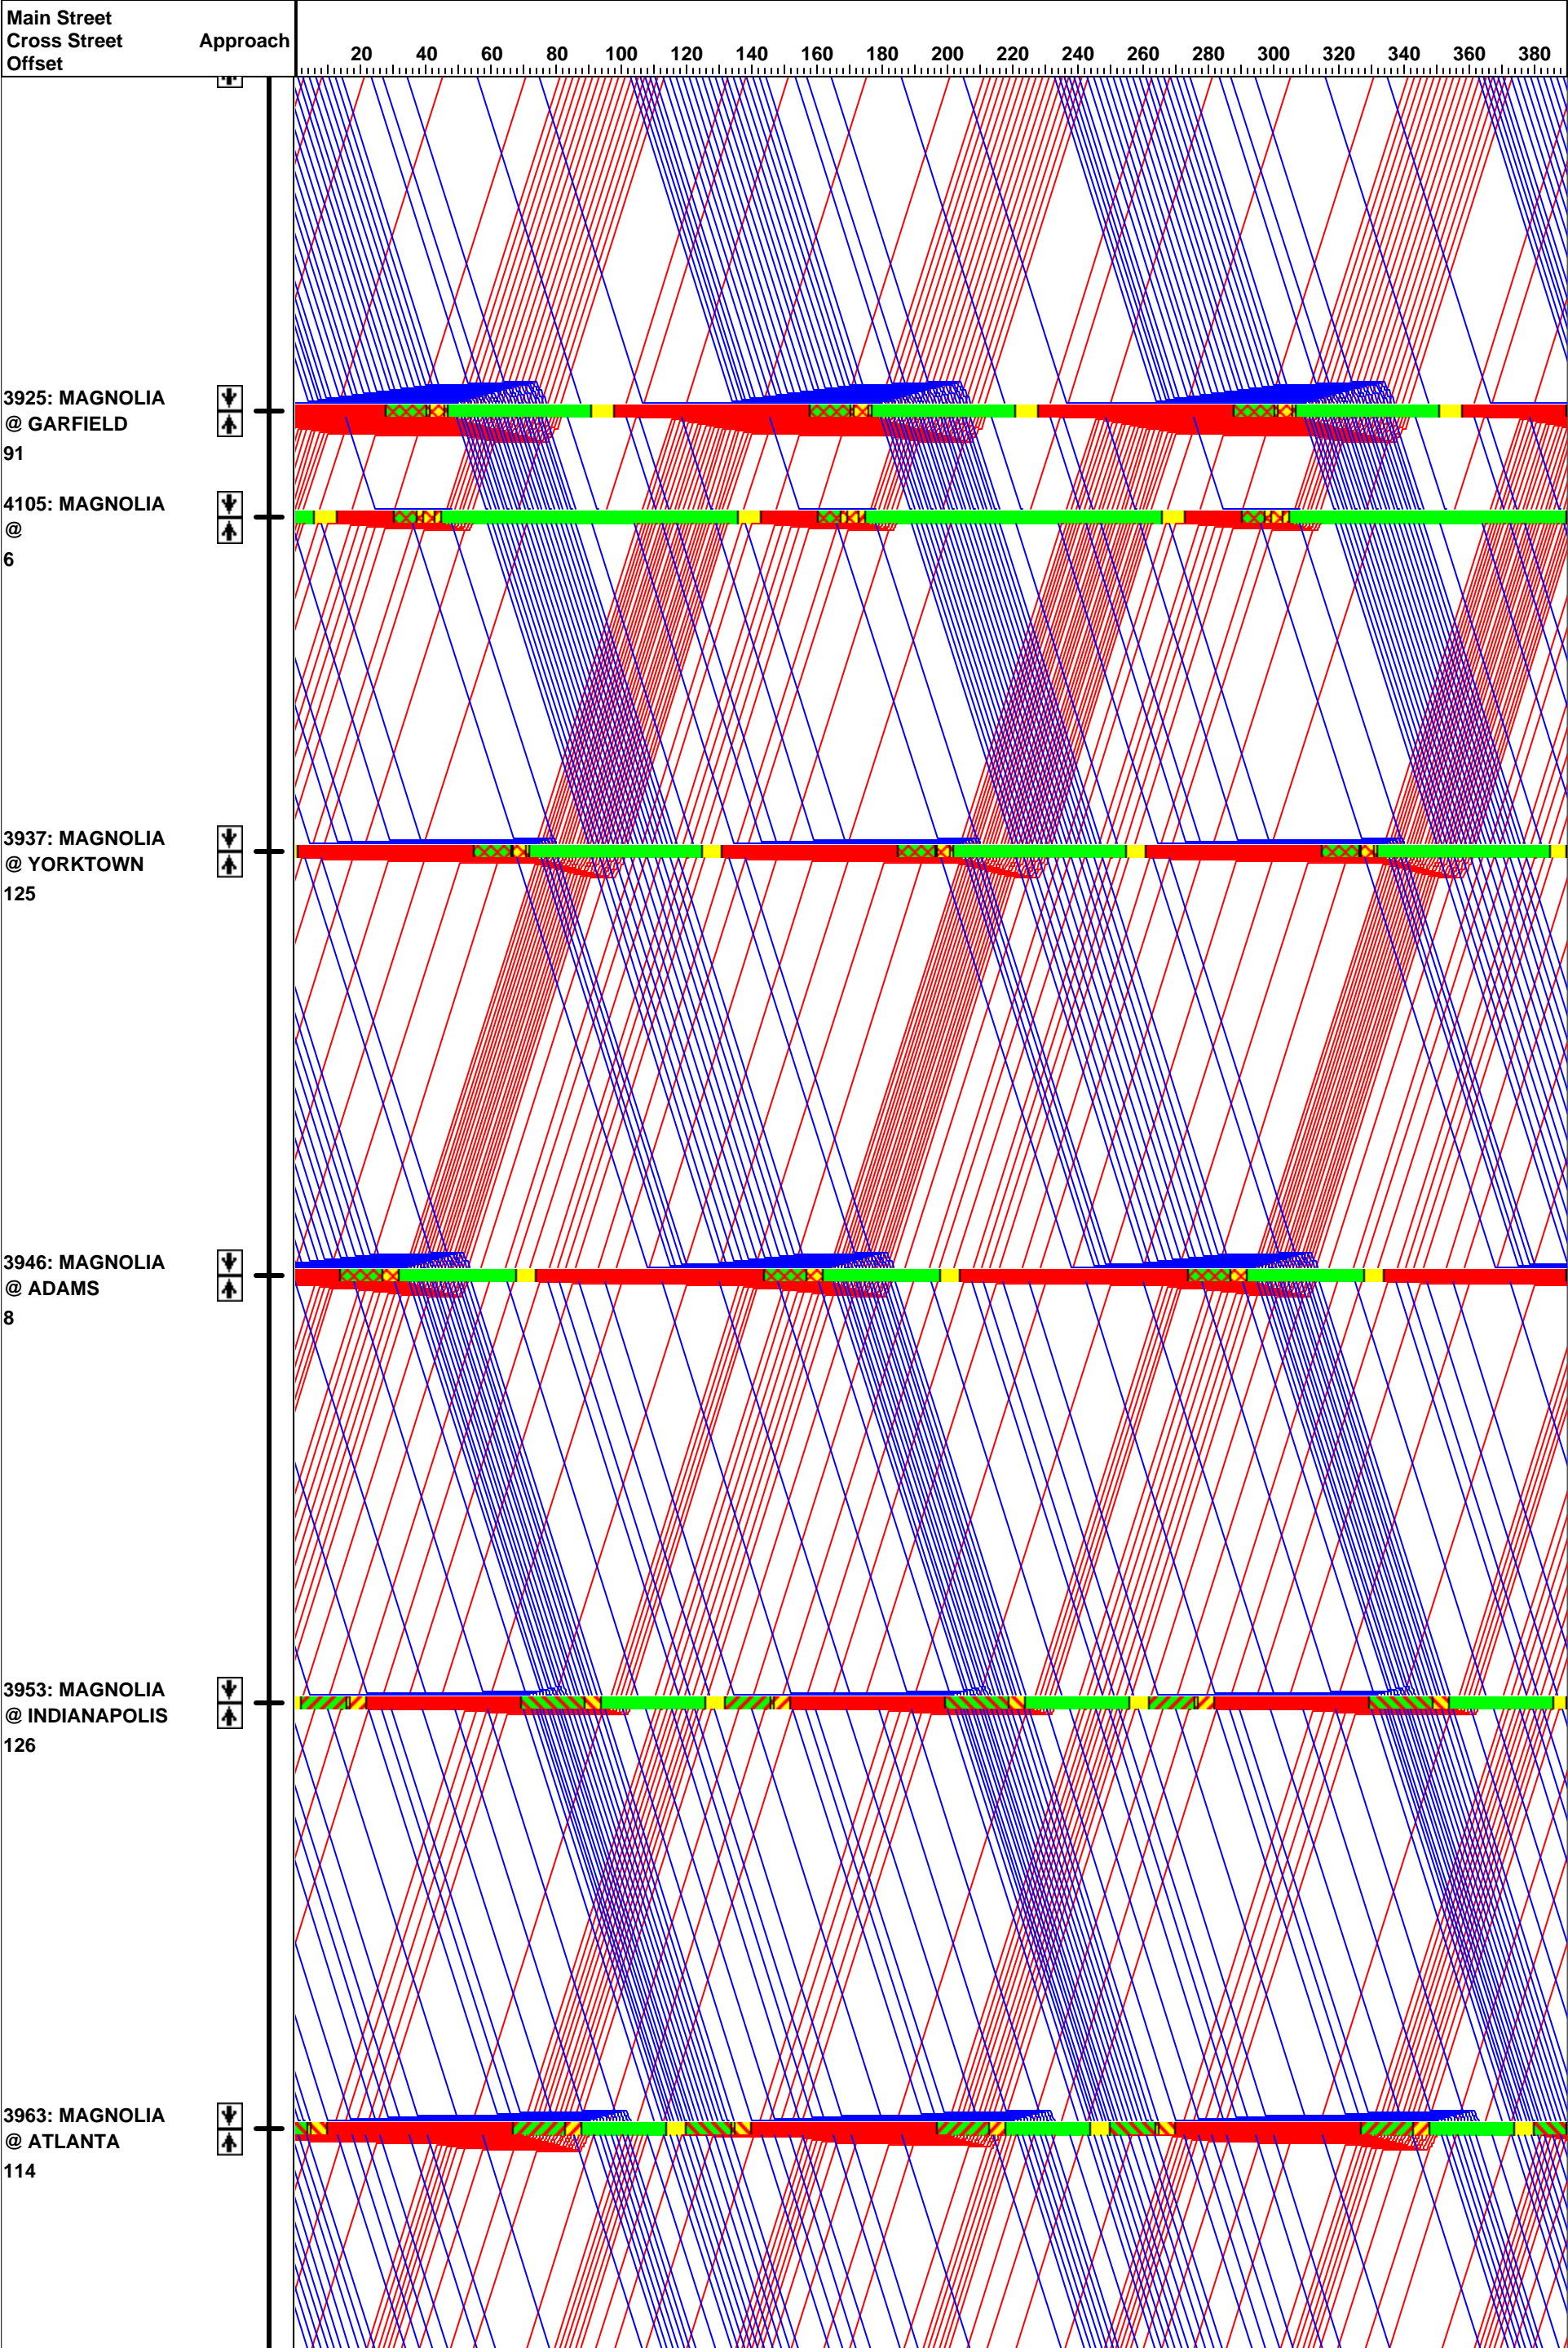 Main Street
Cross Street Approach
Offset
20 40 60 80 100 120 140 160 180 200 220 240 260 280 300 320 340 360 380
3925: MAGNOLIA
@ GARFIELD
91
4105: MAGNOLIA
@
6
3937: MAGNOLIA
@ YORKTOWN
125
3946: MAGNOLIA
@ ADAMS
8
3953: MAGNOLIA
@ INDIANAPOLIS
126
3963: MAGNOLIA
@ ATLANTA
114